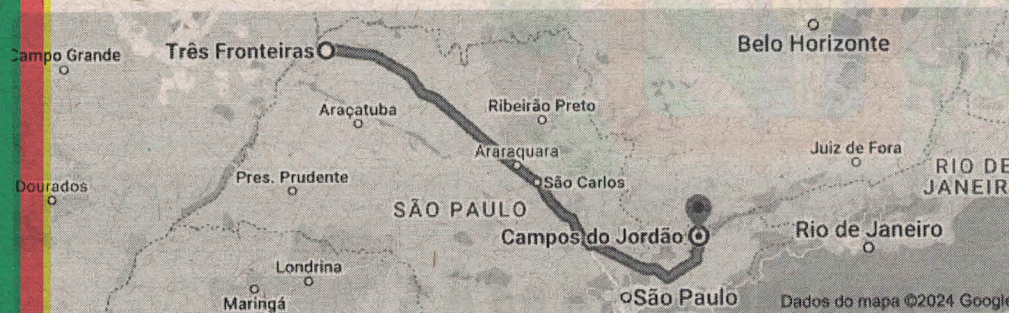 Belo Horizonte
Campo Grande
Três Fronteiras
Araçatuba
Ribeirão Preto
Araraquara
Juiz de Fora
RIO DE
JANEIR
Dourados
Pres. Prudente
São Carlos
SÃO PAULO
Campos do Jordão
Rio de Janeiro
Londrina
Maringá
São Paulo
Dados do mapa ©2024 Google